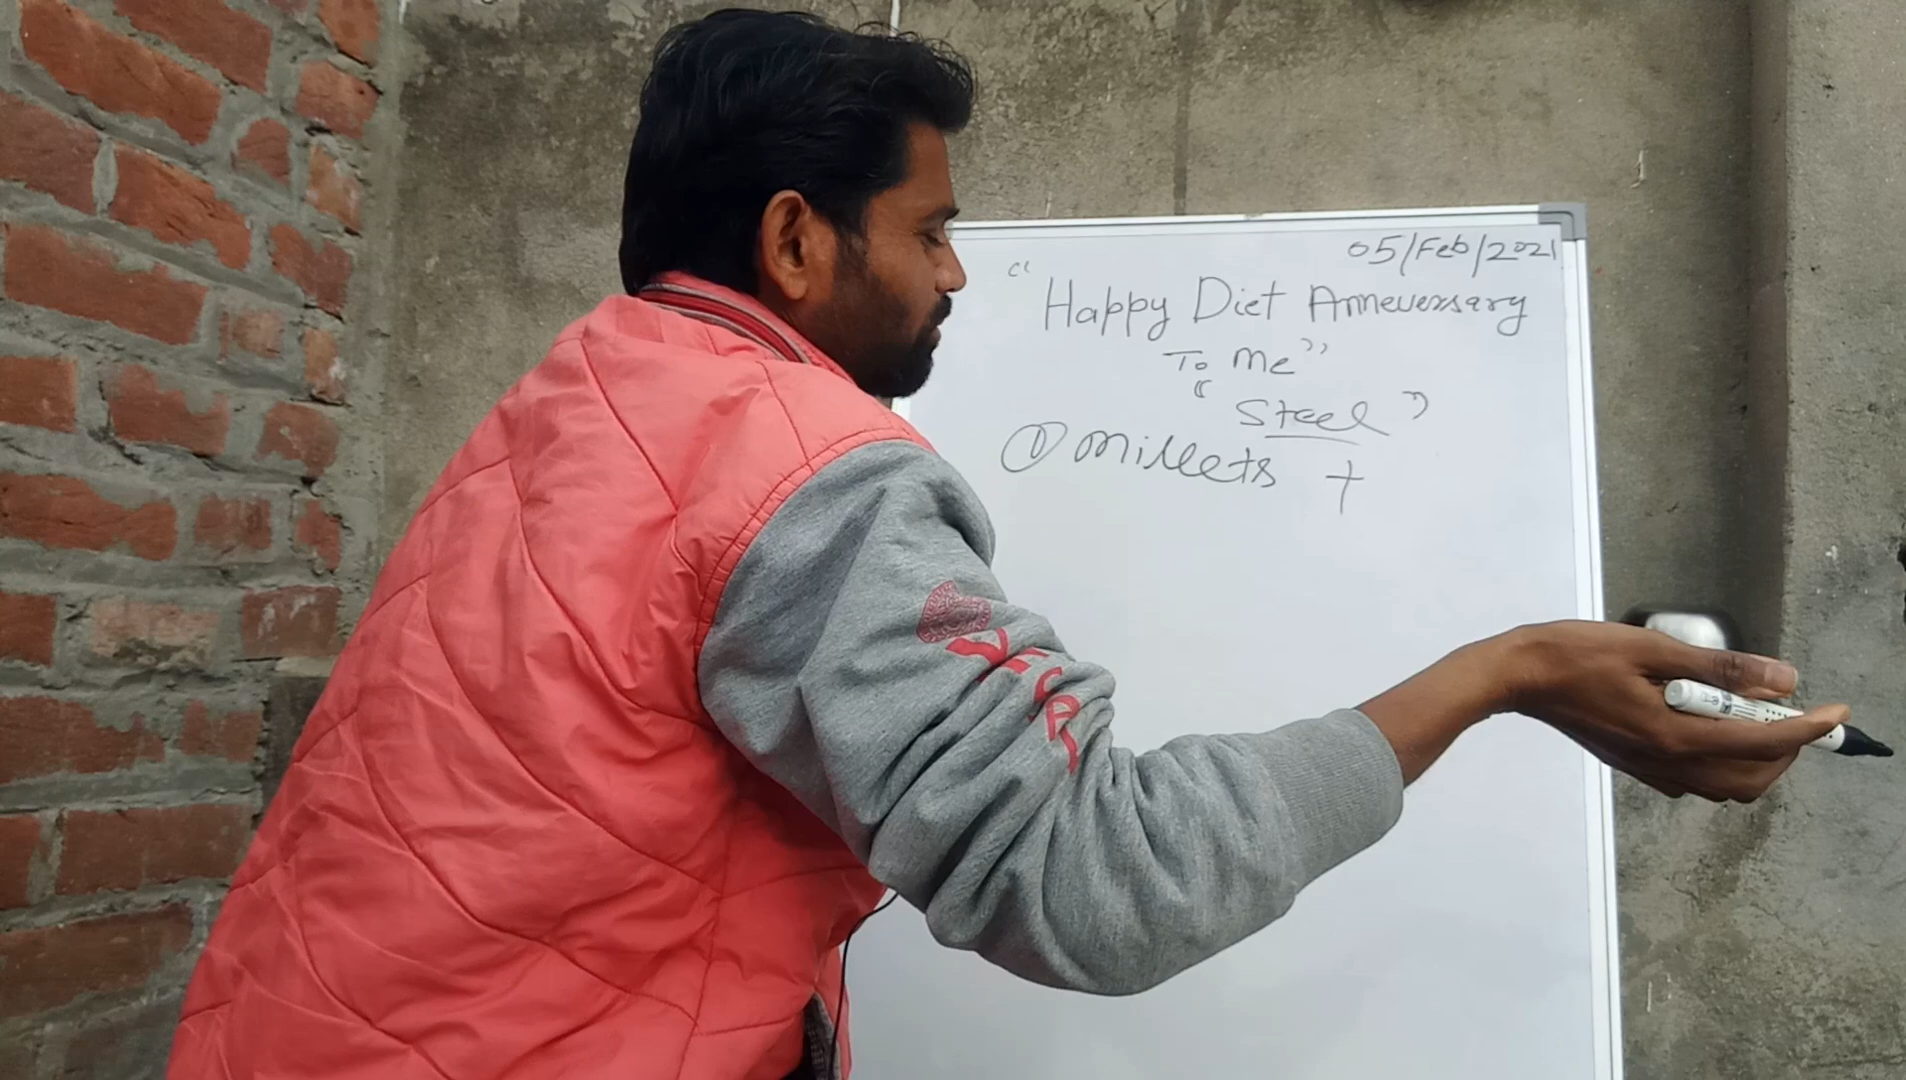 05/Feb/2021
"Happy Diet Anneversary
To Me"
"Steel"
① Millets +